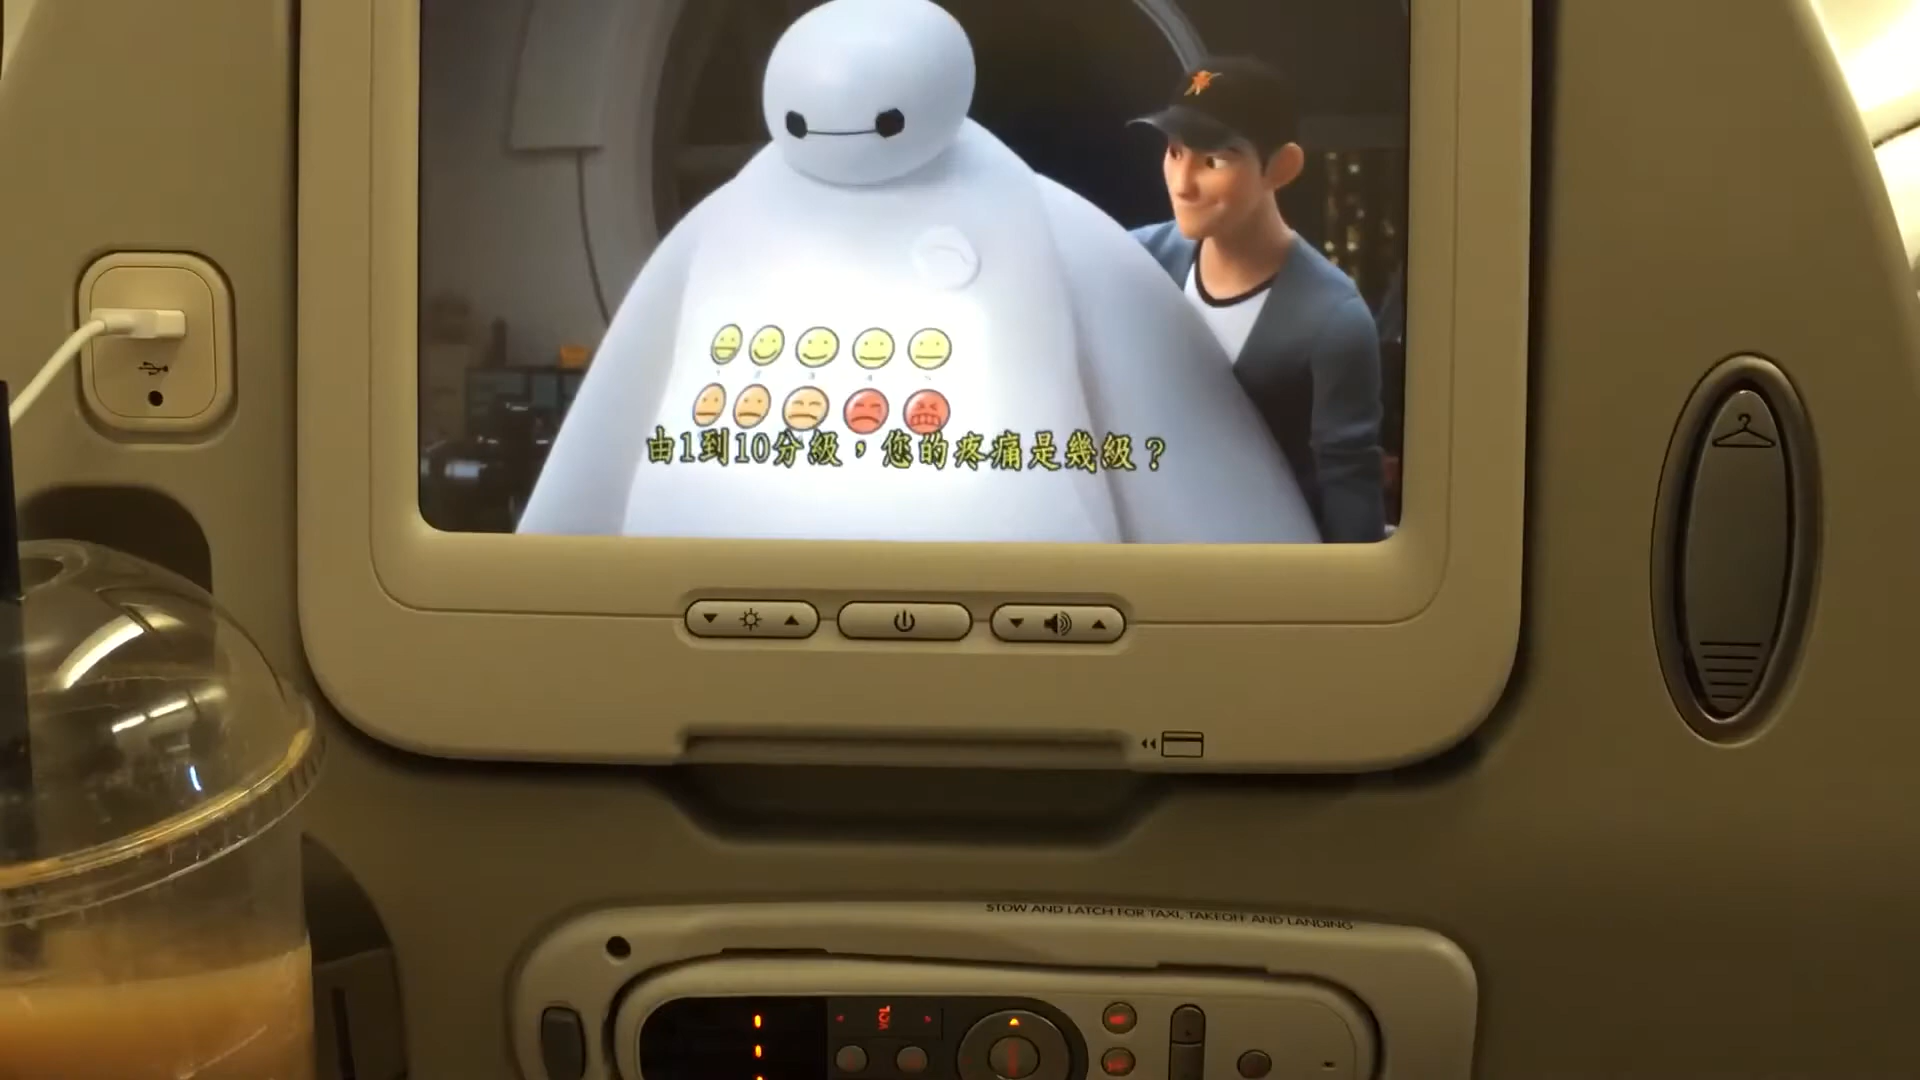 由1到10分級，您的疼痛是幾級？
STOW AND LATCH FOR TAXI, TAKEOFF AND LANDING
VOL